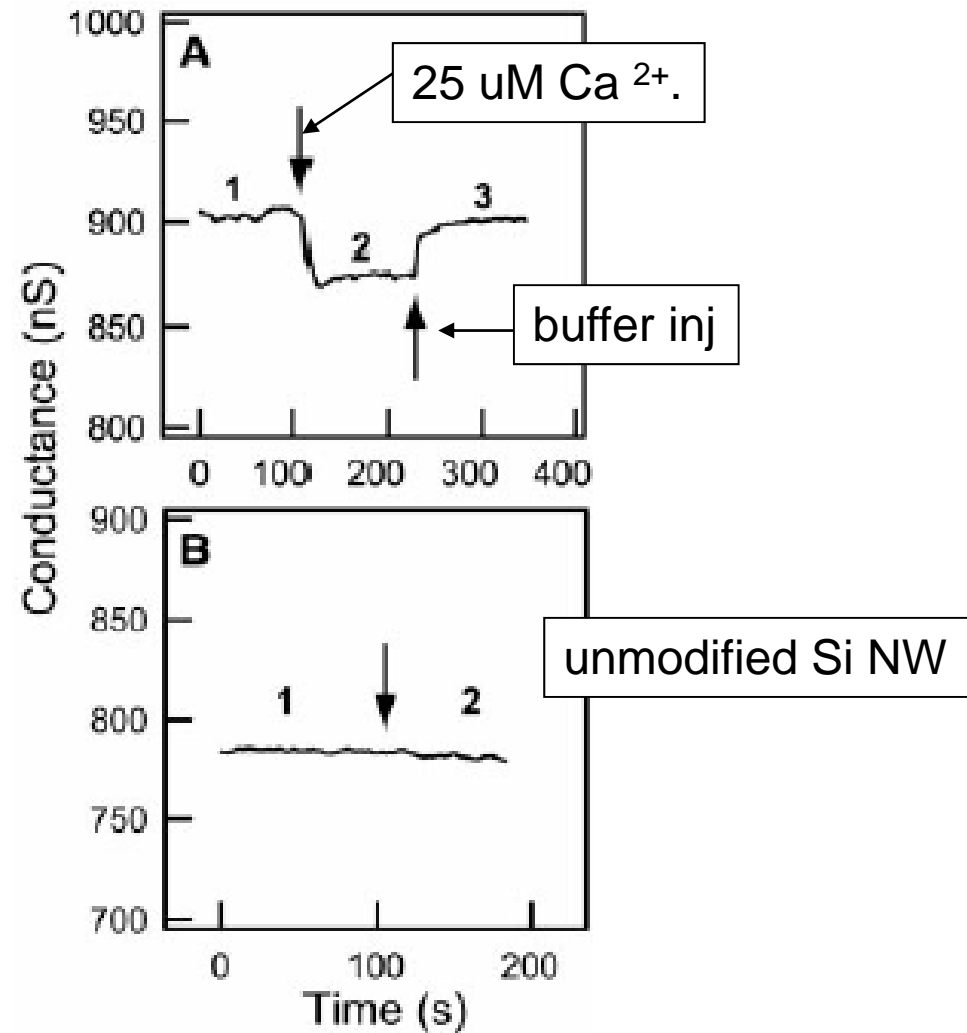 1000
950
900
850
800
A
25 uM Ca ²⁺.
1
2
3
buffer inj
0 100 200 300 400
Conductance (nS)
900
850
800
750
700
B
unmodified Si NW
1
2
0 100 200
Time (s)